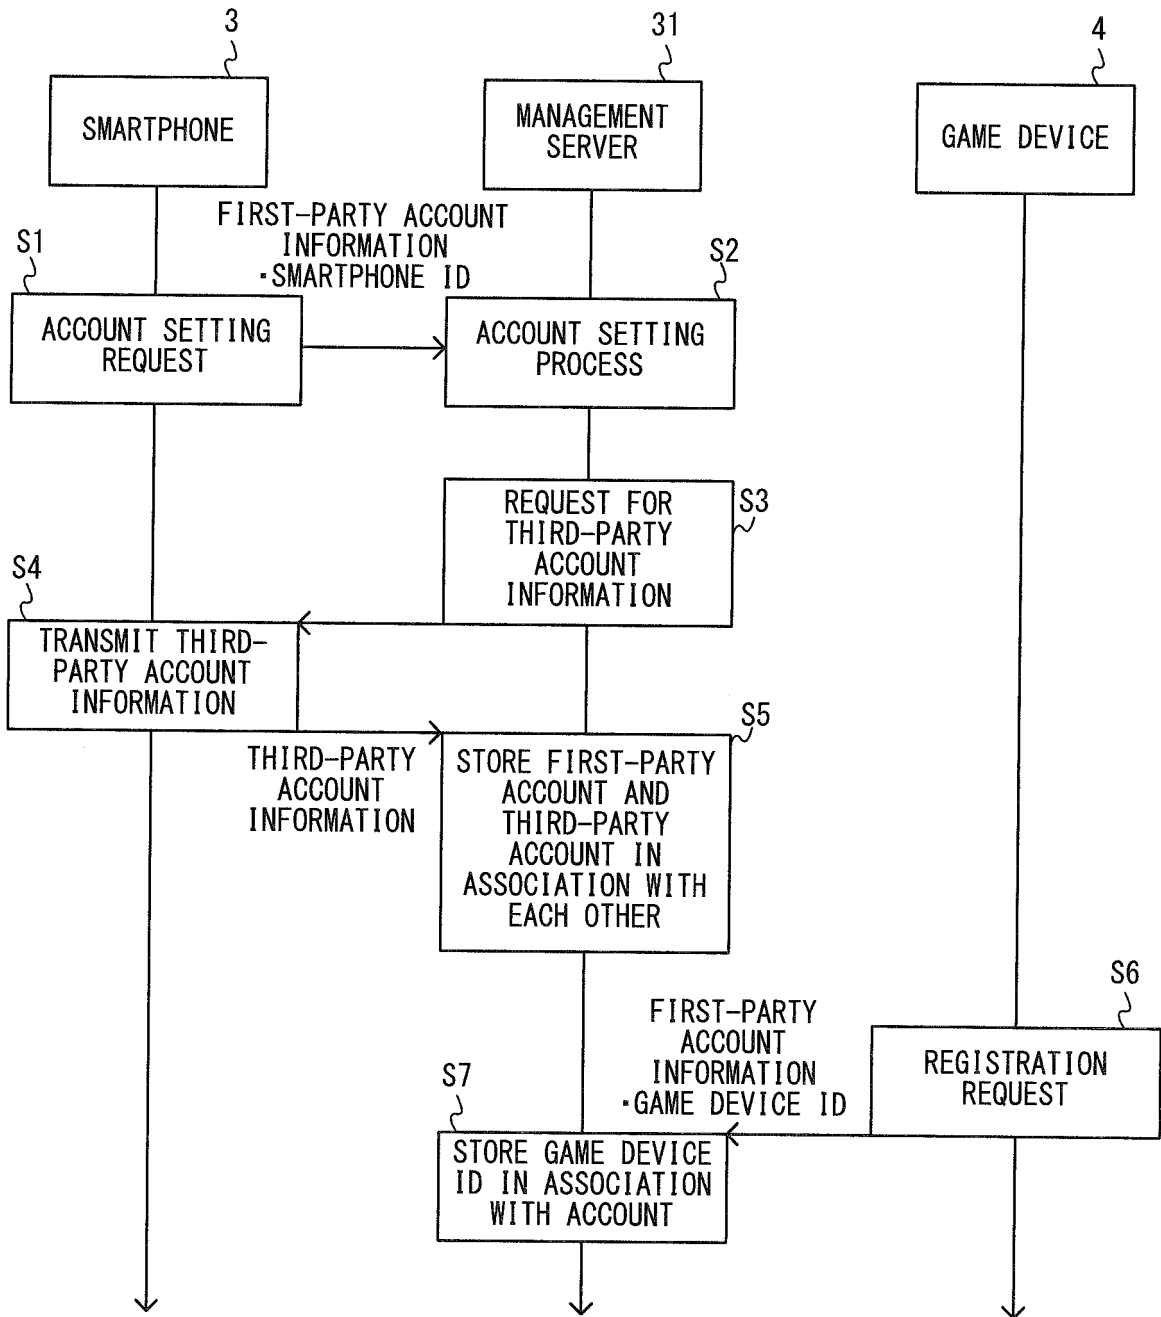 3
31
4
SMARTPHONE
MANAGEMENT
SERVER
GAME DEVICE
FIRST-PARTY ACCOUNT
INFORMATION
・SMARTPHONE ID
S1
S2
ACCOUNT SETTING
REQUEST
ACCOUNT SETTING
PROCESS
S3
REQUEST FOR
THIRD-PARTY
ACCOUNT
INFORMATION
S4
TRANSMIT THIRD-
PARTY ACCOUNT
INFORMATION
THIRD-PARTY
ACCOUNT
INFORMATION
S5
STORE FIRST-PARTY
ACCOUNT AND
THIRD-PARTY
ACCOUNT IN
ASSOCIATION WITH
EACH OTHER
S6
REGISTRATION
REQUEST
FIRST-PARTY
ACCOUNT
INFORMATION
・GAME DEVICE ID
S7
STORE GAME DEVICE
ID IN ASSOCIATION
WITH ACCOUNT